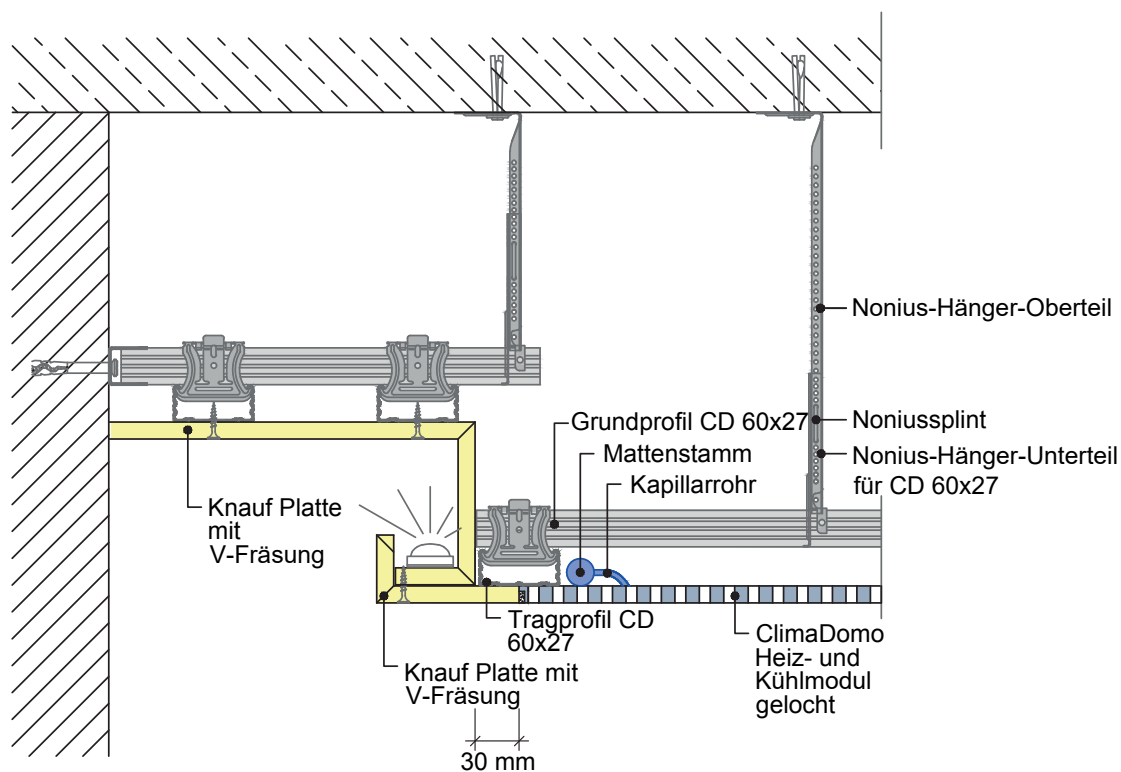 Nonius-Hänger-Oberteil
Grundprofil CD 60x27
Noniussplint
Mattenstamm
Nonius-Hänger-Unterteil
für CD 60x27
Kapillarrohr
Knauf Platte
mit
V-Fräsung
Tragprofil CD
60x27
ClimaDomo
Heiz- und
Kühlmodul
gelocht
Knauf Platte mit
V-Fräsung
30 mm